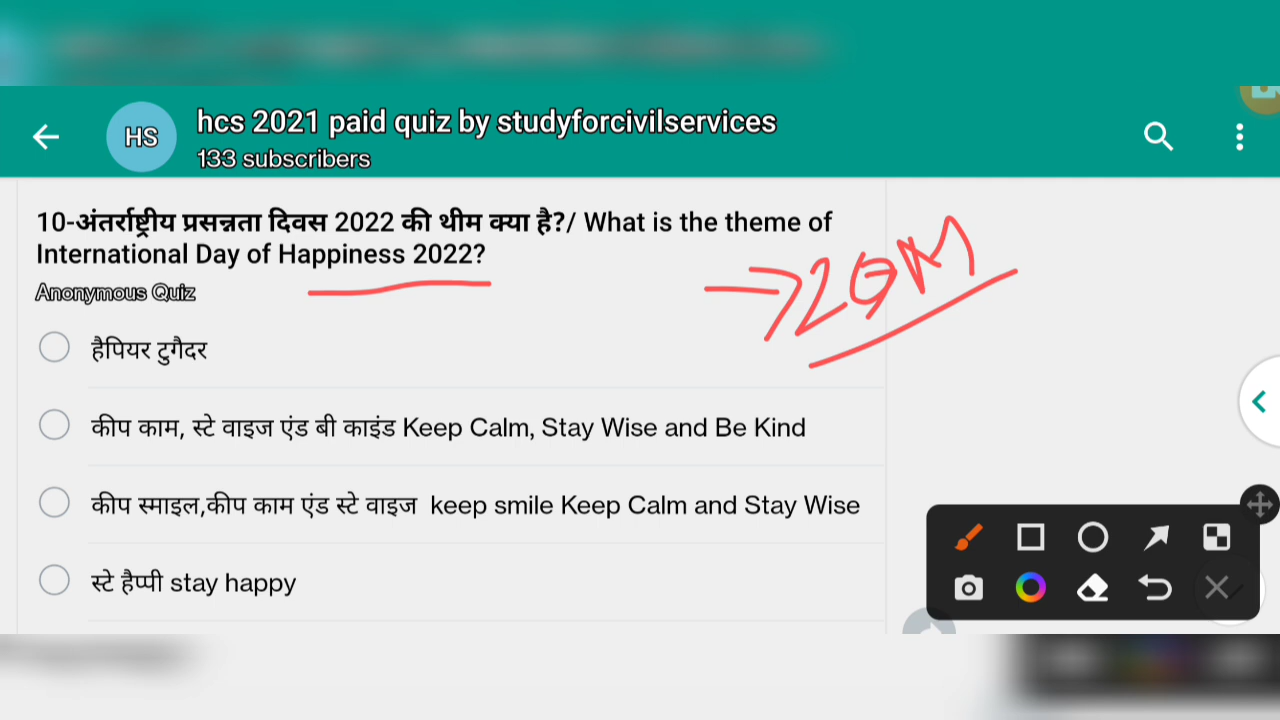 HS
hcs 2021 paid quiz by studyforcivilservices
133 subscribers
10-अंतर्राष्ट्रीय प्रसन्नता दिवस 2022 की थीम क्या है?/ What is the theme of
International Day of Happiness 2022?
Anonymous Quiz
20M
हैपियर टुगैदर
कीप काम, स्टे वाइज एंड बी काइंड Keep Calm, Stay Wise and Be Kind
कीप स्माइल,कीप काम एंड स्टे वाइज keep smile Keep Calm and Stay Wise
स्टे हैप्पी stay happy